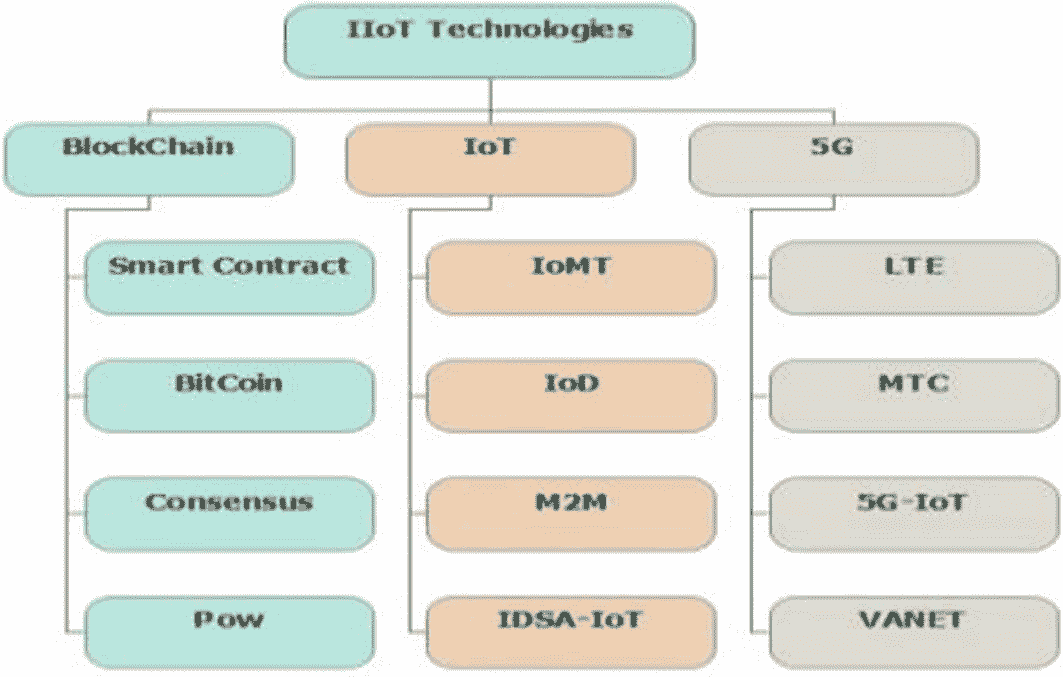 IIoT Technologies
BlockChain
IoT
5G
Smart Contract
IoMT
LTE
BitCoin
IoD
MTC
Consensus
M2M
5G-IoT
Pow
IDSA-IoT
VANET